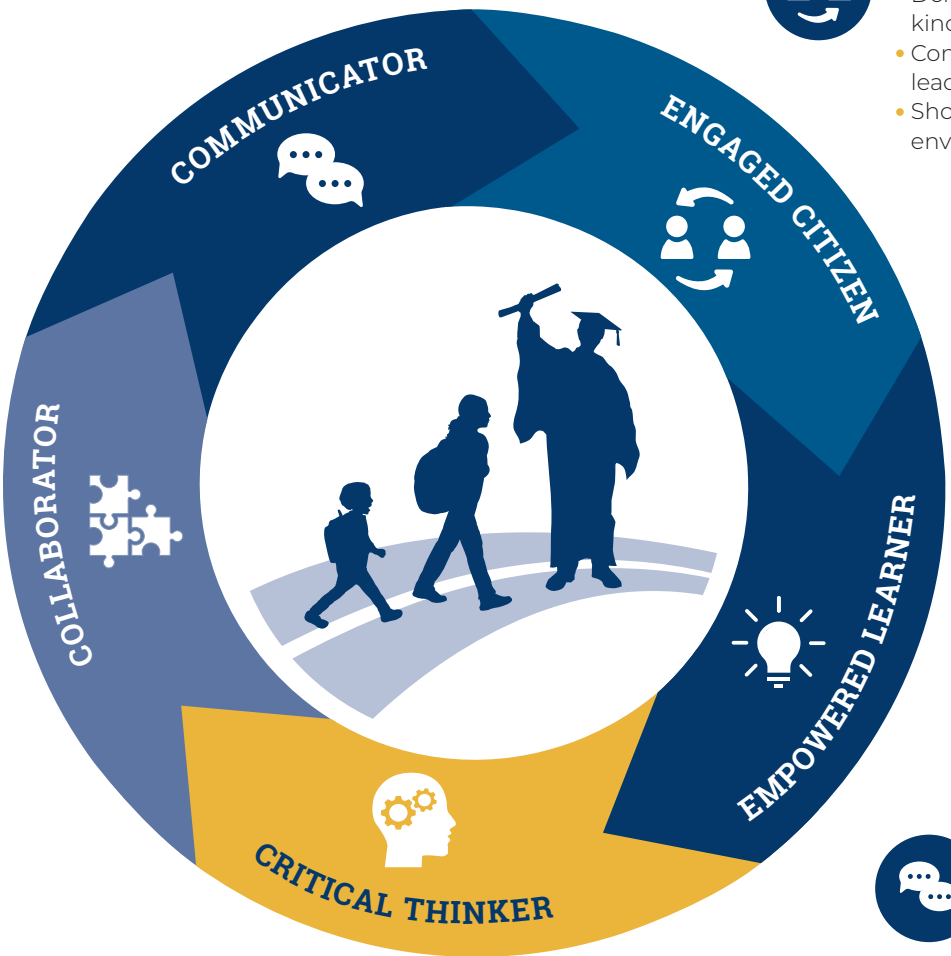 COMMUNICATOR
ENGAGED CITIZEN
EMPOWERED LEARNER
CRITICAL THINKER
COLLABORATOR